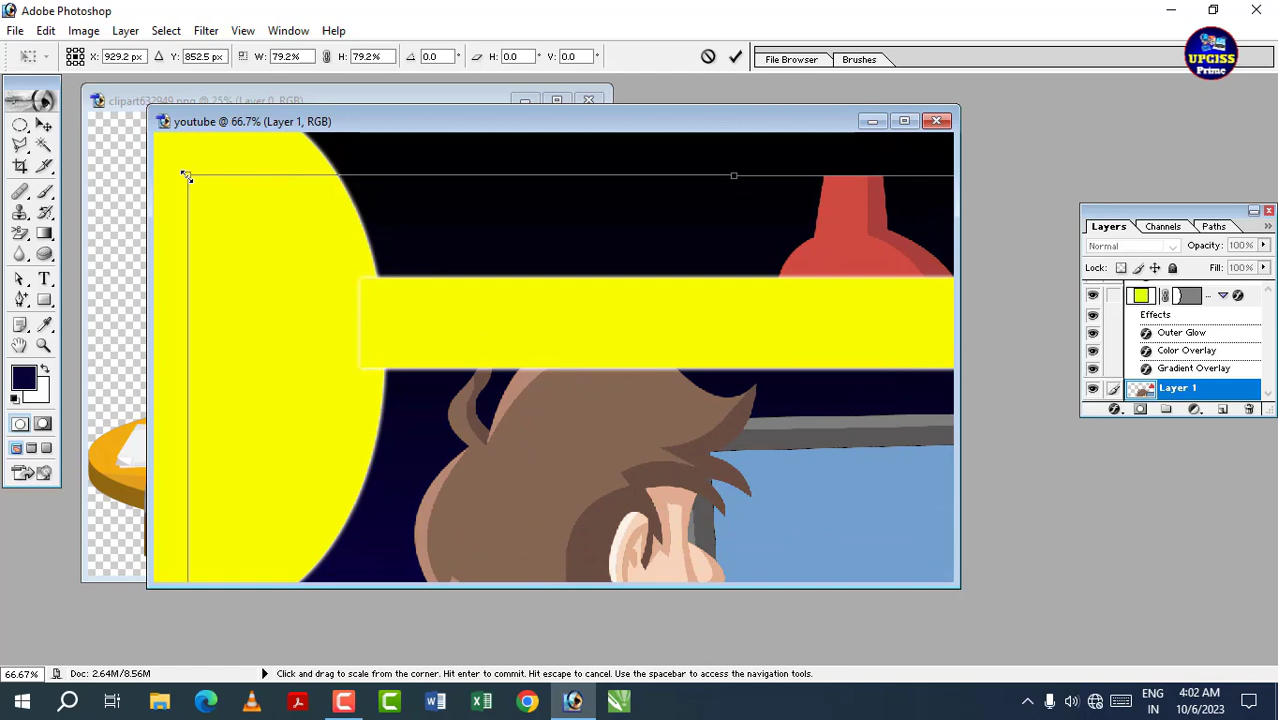 Adobe Photoshop
File Edit Image Layer Select Filter View Window Help
X: 929.2 px Y: 852.5 px W: 79.2% H: 79.2% 0.0 ° H: 0.0 ° V: 0.0 °
File Browser Brushes
UPCISS
Prime
clipart632949.png @ 25% (Layer 0, RGB)
youtube @ 66.7% (Layer 1, RGB)
Layers Channels Paths
Normal Opacity: 100%
Lock: Fill: 100%
...
Effects
Outer Glow
Color Overlay
Gradient Overlay
Layer 1
T
66.67% Doc: 2.64M/8.56M Click and drag to scale from the corner. Hit enter to commit. Hit escape to cancel. Use the spacebar to access the navigation tools.
ENG 4:02 AM
IN 10/6/2023